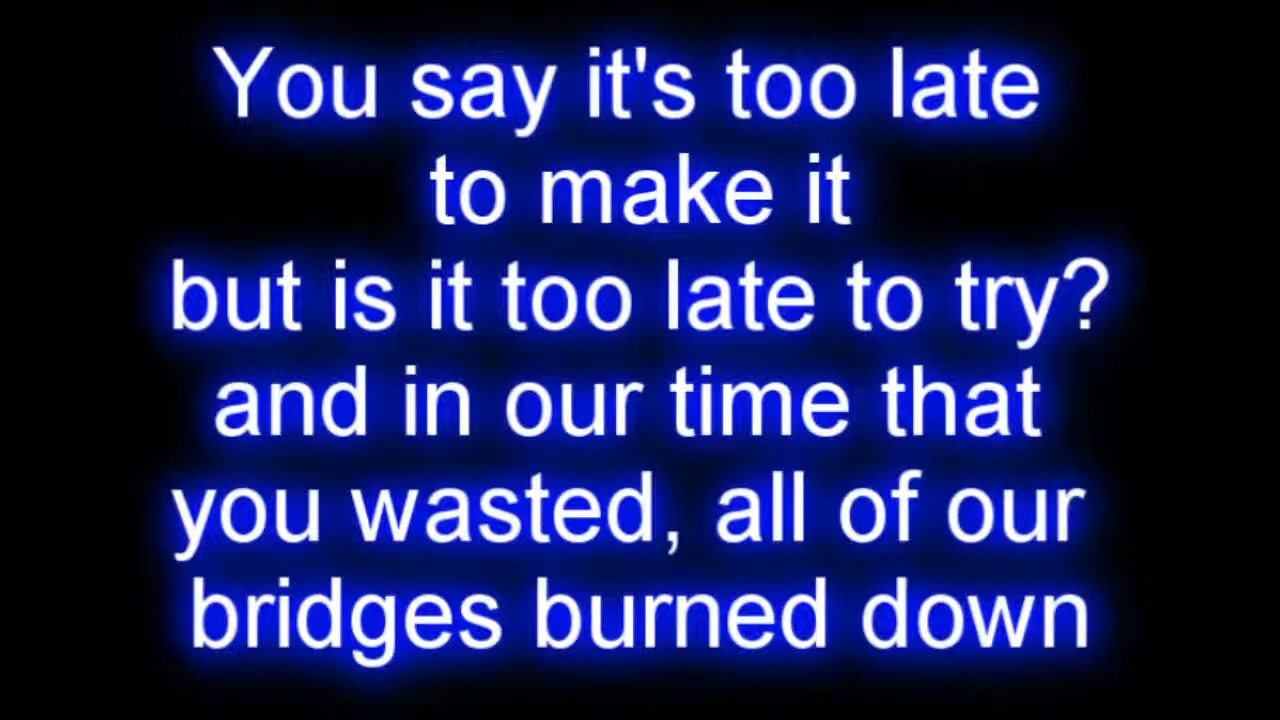 You say it's too late
to make it
but is it too late to try?
and in our time that
you wasted, all of our
bridges burned down